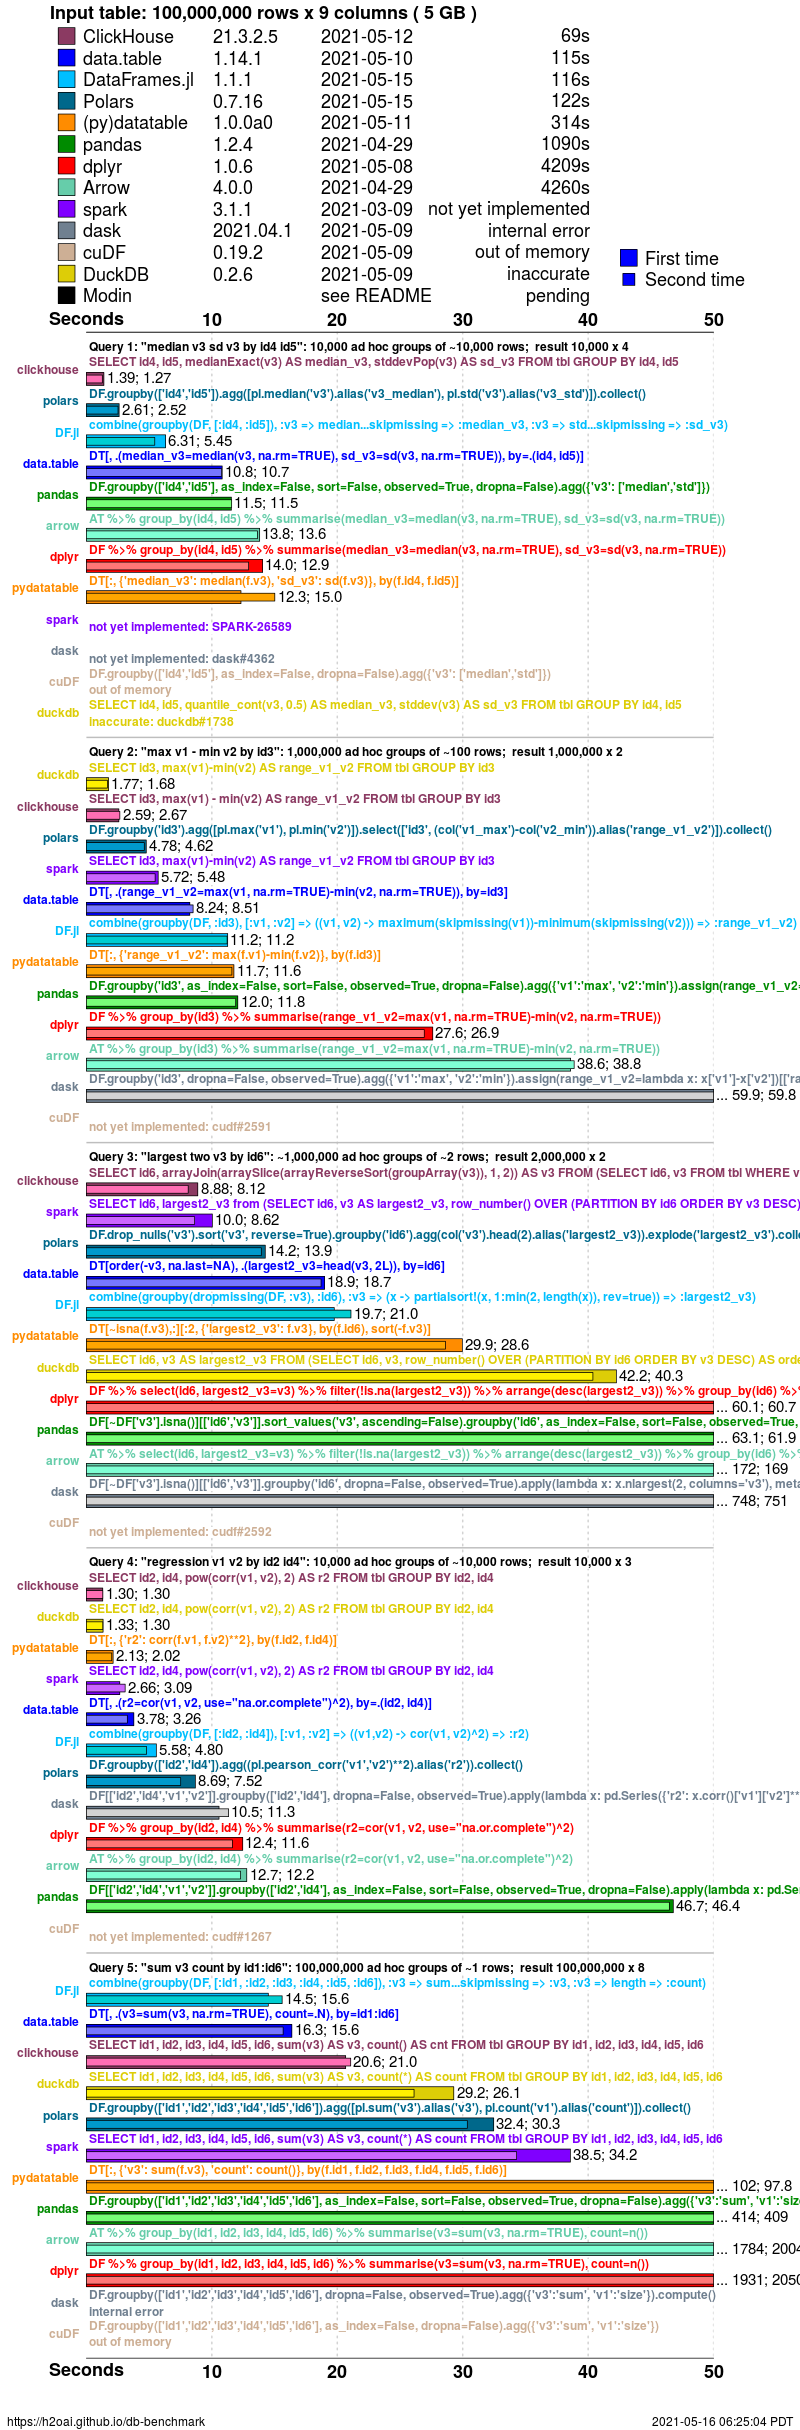 Input table: 100,000,000 rows x 9 columns ( 5 GB )
ClickHouse 21.3.2.5 2021-05-12 69s
data.table 1.14.1 2021-05-10 115s
DataFrames.jl 1.1.1 2021-05-15 116s
Polars 0.7.16 2021-05-15 122s
(py)datatable 1.0.0a0 2021-05-11 314s
pandas 1.2.4 2021-04-29 1090s
dplyr 1.0.6 2021-05-08 4209s
Arrow 4.0.0 2021-04-29 4260s
spark 3.1.1 2021-03-09 not yet implemented
dask 2021.04.1 2021-05-09 internal error
cuDF 0.19.2 2021-05-09 out of memory
DuckDB 0.2.6 2021-05-09 inaccurate
Modin see README pending
First time
Second time
Seconds 10 20 30 40 50
Query 1: "median v3 sd v3 by id4 id5": 10,000 ad hoc groups of ~10,000 rows;  result 10,000 x 4
clickhouse SELECT id4, id5, medianExact(v3) AS median_v3, stddevPop(v3) AS sd_v3 FROM tbl GROUP BY id4, id5
1.39; 1.27
polars DF.groupby(['id4','id5']).agg([pl.median('v3').alias('v3_median'), pl.std('v3').alias('v3_std')]).collect()
2.61; 2.52
DF.jl combine(groupby(DF, [:id4, :id5]), :v3 => median...skipmissing => :median_v3, :v3 => std...skipmissing => :sd_v3)
6.31; 5.45
data.table DT[, .(median_v3=median(v3, na.rm=TRUE), sd_v3=sd(v3, na.rm=TRUE)), by=.(id4, id5)]
10.8; 10.7
pandas DF.groupby(['id4','id5'], as_index=False, sort=False, observed=True, dropna=False).agg({'v3': ['median','std']})
11.5; 11.5
arrow AT %>% group_by(id4, id5) %>% summarise(median_v3=median(v3, na.rm=TRUE), sd_v3=sd(v3, na.rm=TRUE))
13.8; 13.6
dplyr DF %>% group_by(id4, id5) %>% summarise(median_v3=median(v3, na.rm=TRUE), sd_v3=sd(v3, na.rm=TRUE))
14.0; 12.9
pydatatable DT[:, {'median_v3': median(f.v3), 'sd_v3': sd(f.v3)}, by(f.id4, f.id5)]
12.3; 15.0
spark not yet implemented: SPARK-26589
dask not yet implemented: dask#4362
cuDF DF.groupby(['id4','id5'], as_index=False, dropna=False).agg({'v3': ['median','std']})
out of memory
duckdb SELECT id4, id5, quantile_cont(v3, 0.5) AS median_v3, stddev(v3) AS sd_v3 FROM tbl GROUP BY id4, id5
inaccurate: duckdb#1738
Query 2: "max v1 - min v2 by id3": 1,000,000 ad hoc groups of ~100 rows;  result 1,000,000 x 2
duckdb SELECT id3, max(v1)-min(v2) AS range_v1_v2 FROM tbl GROUP BY id3
1.77; 1.68
clickhouse SELECT id3, max(v1) - min(v2) AS range_v1_v2 FROM tbl GROUP BY id3
2.59; 2.67
polars DF.groupby('id3').agg([pl.max('v1'), pl.min('v2')]).select(['id3', (col('v1_max')-col('v2_min')).alias('range_v1_v2')]).collect()
4.78; 4.62
spark SELECT id3, max(v1)-min(v2) AS range_v1_v2 FROM tbl GROUP BY id3
5.72; 5.48
data.table DT[, .(range_v1_v2=max(v1, na.rm=TRUE)-min(v2, na.rm=TRUE)), by=id3]
8.24; 8.51
DF.jl combine(groupby(DF, :id3), [:v1, :v2] => ((v1, v2) -> maximum(skipmissing(v1))-minimum(skipmissing(v2))) => :range_v1_v2)
11.2; 11.2
pydatatable DT[:, {'range_v1_v2': max(f.v1)-min(f.v2)}, by(f.id3)]
11.7; 11.6
pandas DF.groupby('id3', as_index=False, sort=False, observed=True, dropna=False).agg({'v1':'max', 'v2':'min'}).assign(range_v1_v2=
12.0; 11.8
dplyr DF %>% group_by(id3) %>% summarise(range_v1_v2=max(v1, na.rm=TRUE)-min(v2, na.rm=TRUE))
27.6; 26.9
arrow AT %>% group_by(id3) %>% summarise(range_v1_v2=max(v1, na.rm=TRUE)-min(v2, na.rm=TRUE))
38.6; 38.8
dask DF.groupby('id3', dropna=False, observed=True).agg({'v1':'max', 'v2':'min'}).assign(range_v1_v2=lambda x: x['v1']-x['v2'])[['ra
... 59.9; 59.8
cuDF not yet implemented: cudf#2591
Query 3: "largest two v3 by id6": ~1,000,000 ad hoc groups of ~2 rows;  result 2,000,000 x 2
clickhouse SELECT id6, arrayJoin(arraySlice(arrayReverseSort(groupArray(v3)), 1, 2)) AS v3 FROM (SELECT id6, v3 FROM tbl WHERE v
8.88; 8.12
spark SELECT id6, largest2_v3 from (SELECT id6, v3 AS largest2_v3, row_number() OVER (PARTITION BY id6 ORDER BY v3 DESC)
10.0; 8.62
polars DF.drop_nulls('v3').sort('v3', reverse=True).groupby('id6').agg(col('v3').head(2).alias('largest2_v3')).explode('largest2_v3').colle
14.2; 13.9
data.table DT[order(-v3, na.last=NA), .(largest2_v3=head(v3, 2L)), by=id6]
18.9; 18.7
DF.jl combine(groupby(dropmissing(DF, :v3), :id6), :v3 => (x -> partialsort!(x, 1:min(2, length(x)), rev=true)) => :largest2_v3)
19.7; 21.0
pydatatable DT[~isna(f.v3),:][:2, {'largest2_v3': f.v3}, by(f.id6), sort(-f.v3)]
29.9; 28.6
duckdb SELECT id6, v3 AS largest2_v3 FROM (SELECT id6, v3, row_number() OVER (PARTITION BY id6 ORDER BY v3 DESC) AS orde
42.2; 40.3
dplyr DF %>% select(id6, largest2_v3=v3) %>% filter(!is.na(largest2_v3)) %>% arrange(desc(largest2_v3)) %>% group_by(id6) %>%
... 60.1; 60.7
pandas DF[~DF['v3'].isna()][['id6','v3']].sort_values('v3', ascending=False).groupby('id6', as_index=False, sort=False, observed=True,
... 63.1; 61.9
arrow AT %>% select(id6, largest2_v3=v3) %>% filter(!is.na(largest2_v3)) %>% arrange(desc(largest2_v3)) %>% group_by(id6) %>%
... 172; 169
dask DF[~DF['v3'].isna()][['id6','v3']].groupby('id6', dropna=False, observed=True).apply(lambda x: x.nlargest(2, columns='v3'), meta
... 748; 751
cuDF not yet implemented: cudf#2592
Query 4: "regression v1 v2 by id2 id4": 10,000 ad hoc groups of ~10,000 rows;  result 10,000 x 3
clickhouse SELECT id2, id4, pow(corr(v1, v2), 2) AS r2 FROM tbl GROUP BY id2, id4
1.30; 1.30
duckdb SELECT id2, id4, pow(corr(v1, v2), 2) AS r2 FROM tbl GROUP BY id2, id4
1.33; 1.30
pydatatable DT[:, {'r2': corr(f.v1, f.v2)**2}, by(f.id2, f.id4)]
2.13; 2.02
spark SELECT id2, id4, pow(corr(v1, v2), 2) AS r2 FROM tbl GROUP BY id2, id4
2.66; 3.09
data.table DT[, .(r2=cor(v1, v2, use="na.or.complete")^2), by=.(id2, id4)]
3.78; 3.26
DF.jl combine(groupby(DF, [:id2, :id4]), [:v1, :v2] => ((v1,v2) -> cor(v1, v2)^2) => :r2)
5.58; 4.80
polars DF.groupby(['id2','id4']).agg((pl.pearson_corr('v1','v2')**2).alias('r2')).collect()
8.69; 7.52
dask DF[['id2','id4','v1','v2']].groupby(['id2','id4'], dropna=False, observed=True).apply(lambda x: pd.Series({'r2': x.corr()['v1']['v2']**
10.5; 11.3
dplyr DF %>% group_by(id2, id4) %>% summarise(r2=cor(v1, v2, use="na.or.complete")^2)
12.4; 11.6
arrow AT %>% group_by(id2, id4) %>% summarise(r2=cor(v1, v2, use="na.or.complete")^2)
12.7; 12.2
pandas DF[['id2','id4','v1','v2']].groupby(['id2','id4'], as_index=False, sort=False, observed=True, dropna=False).apply(lambda x: pd.Ser
46.7; 46.4
cuDF not yet implemented: cudf#1267
Query 5: "sum v3 count by id1:id6": 100,000,000 ad hoc groups of ~1 rows;  result 100,000,000 x 8
DF.jl combine(groupby(DF, [:id1, :id2, :id3, :id4, :id5, :id6]), :v3 => sum...skipmissing => :v3, :v3 => length => :count)
14.5; 15.6
data.table DT[, .(v3=sum(v3, na.rm=TRUE), count=.N), by=id1:id6]
16.3; 15.6
clickhouse SELECT id1, id2, id3, id4, id5, id6, sum(v3) AS v3, count() AS cnt FROM tbl GROUP BY id1, id2, id3, id4, id5, id6
20.6; 21.0
duckdb SELECT id1, id2, id3, id4, id5, id6, sum(v3) AS v3, count(*) AS count FROM tbl GROUP BY id1, id2, id3, id4, id5, id6
29.2; 26.1
polars DF.groupby(['id1','id2','id3','id4','id5','id6']).agg([pl.sum('v3').alias('v3'), pl.count('v1').alias('count')]).collect()
32.4; 30.3
spark SELECT id1, id2, id3, id4, id5, id6, sum(v3) AS v3, count(*) AS count FROM tbl GROUP BY id1, id2, id3, id4, id5, id6
38.5; 34.2
pydatatable DT[:, {'v3': sum(f.v3), 'count': count()}, by(f.id1, f.id2, f.id3, f.id4, f.id5, f.id6)]
... 102; 97.8
pandas DF.groupby(['id1','id2','id3','id4','id5','id6'], as_index=False, sort=False, observed=True, dropna=False).agg({'v3':'sum', 'v1':'size
... 414; 409
arrow AT %>% group_by(id1, id2, id3, id4, id5, id6) %>% summarise(v3=sum(v3, na.rm=TRUE), count=n())
... 1784; 2004
dplyr DF %>% group_by(id1, id2, id3, id4, id5, id6) %>% summarise(v3=sum(v3, na.rm=TRUE), count=n())
... 1931; 2050
dask DF.groupby(['id1','id2','id3','id4','id5','id6'], dropna=False, observed=True).agg({'v3':'sum', 'v1':'size'}).compute()
internal error
cuDF DF.groupby(['id1','id2','id3','id4','id5','id6'], as_index=False, dropna=False).agg({'v3':'sum', 'v1':'size'})
out of memory
Seconds 10 20 30 40 50
https://h2oai.github.io/db-benchmark 2021-05-16 06:25:04 PDT